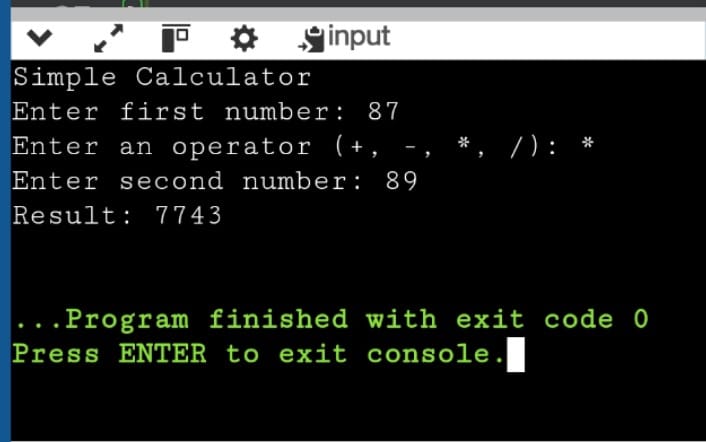 input
Simple Calculator
Enter first number: 87
Enter an operator (+, -, *, /): *
Enter second number: 89
Result: 7743
...Program finished with exit code 0
Press ENTER to exit console.